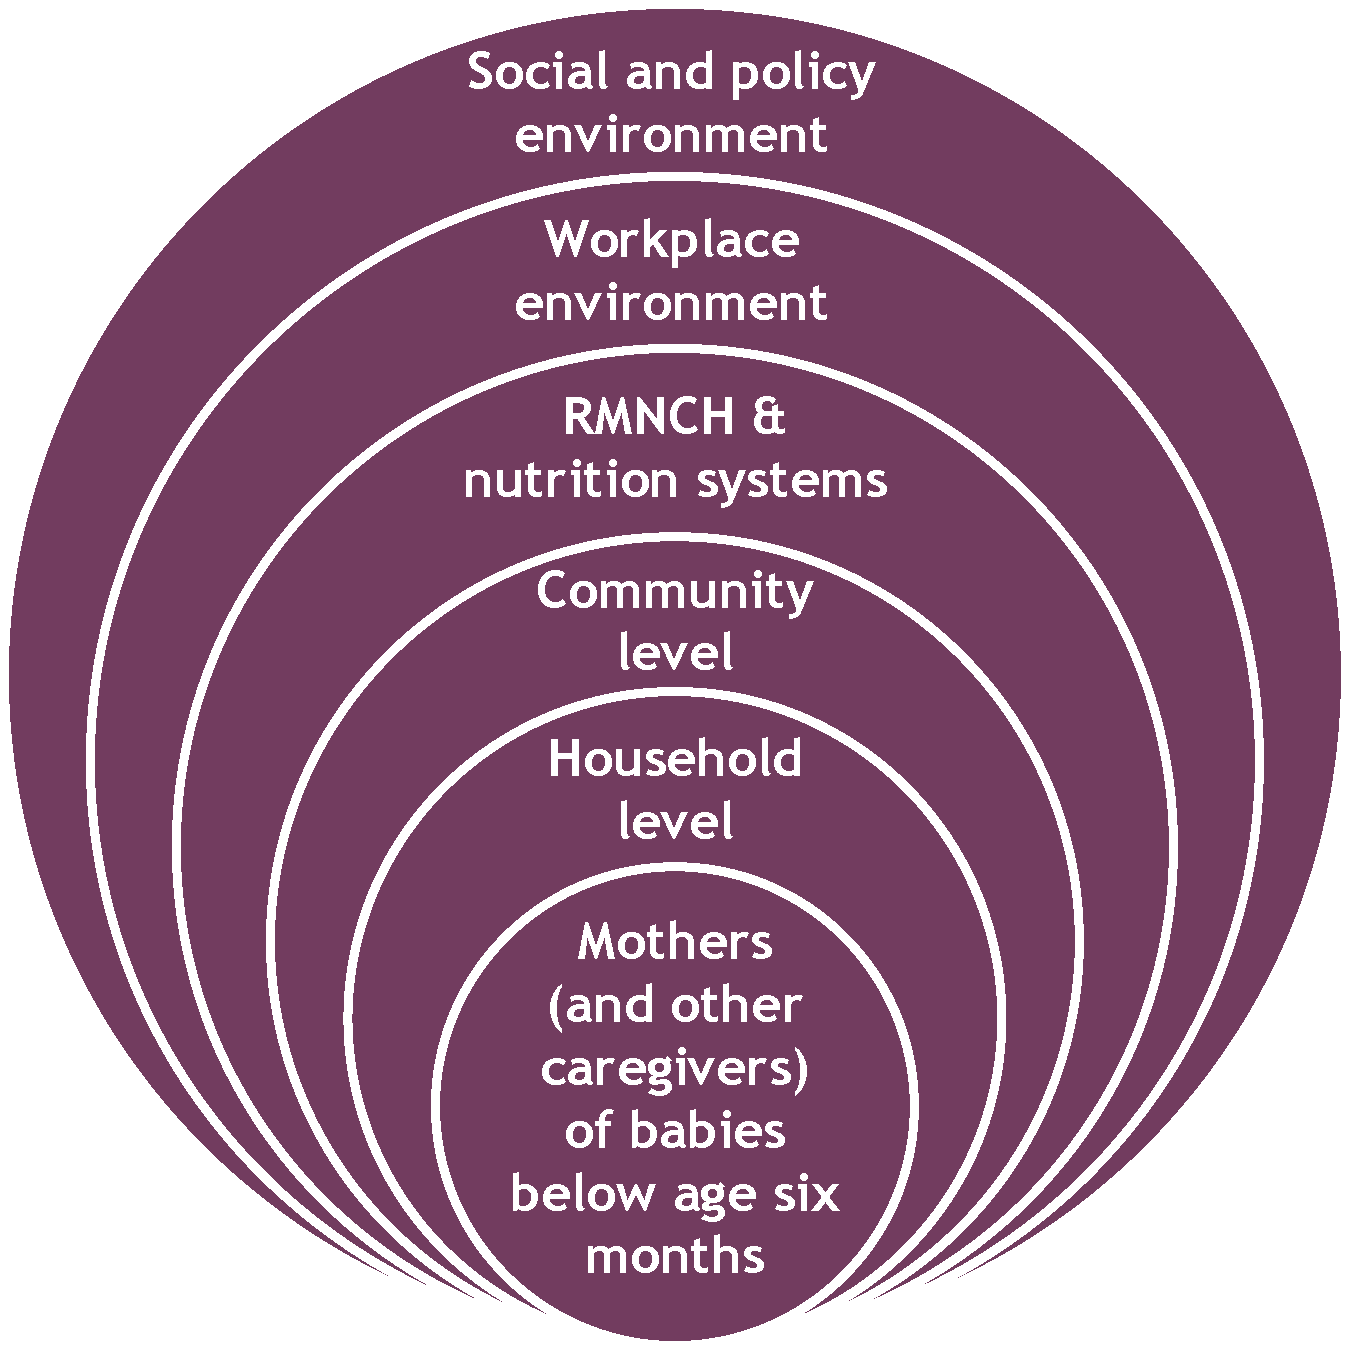 Social and policy
environment
Workplace
environment
RMNCH &
nutrition systems
Community
level
Household
level
Mothers
(and other
caregivers)
of babies
below age six
months